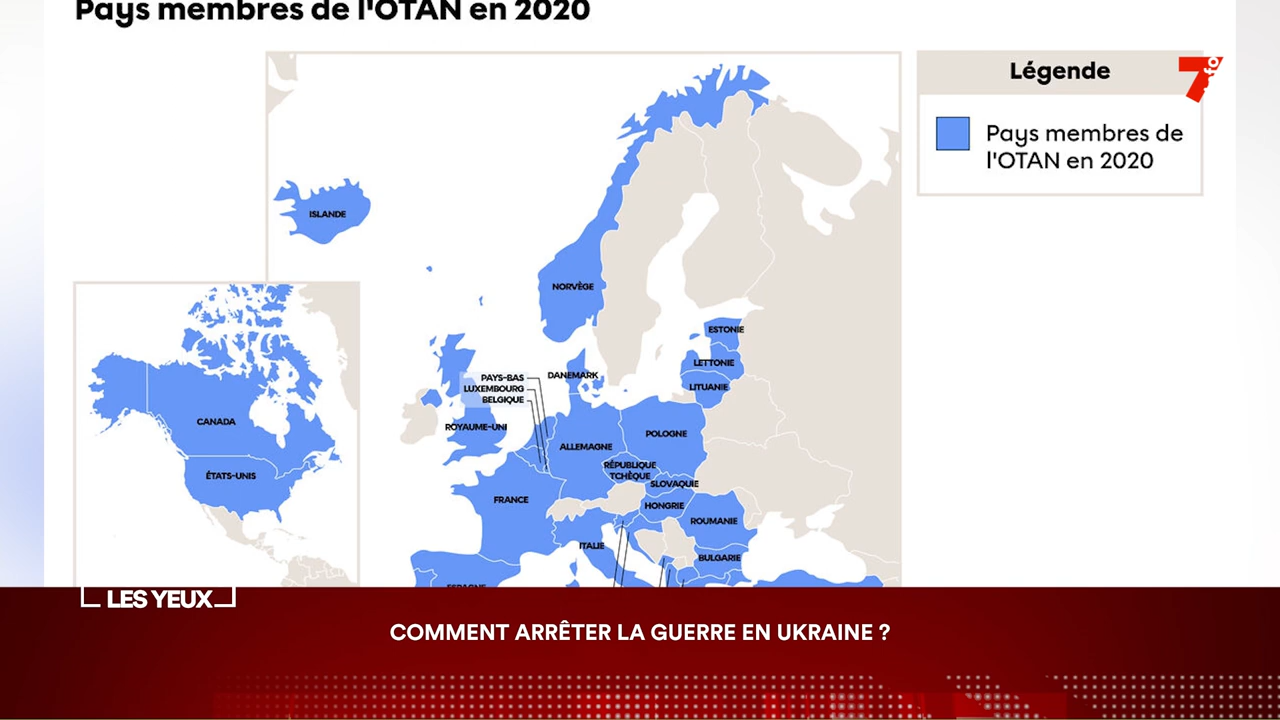 Pays membres de l'OTAN en 2020
Légende
Pays membres de
l'OTAN en 2020
ISLANDE
NORVÈGE
ESTONIE
LETTONIE
LITUANIE
DANEMARK
PAYS-BAS
LUXEMBOURG
BELGIQUE
ROYAUME-UNI
CANADA
ÉTATS-UNIS
ALLEMAGNE
POLOGNE
RÉPUBLIQUE
TCHÈQUE
SLOVAQUIE
FRANCE
HONGRIE
ROUMANIE
ITALIE
BULGARIE
ESPAGNE
LES YEUX
COMMENT ARRÊTER LA GUERRE EN UKRAINE ?